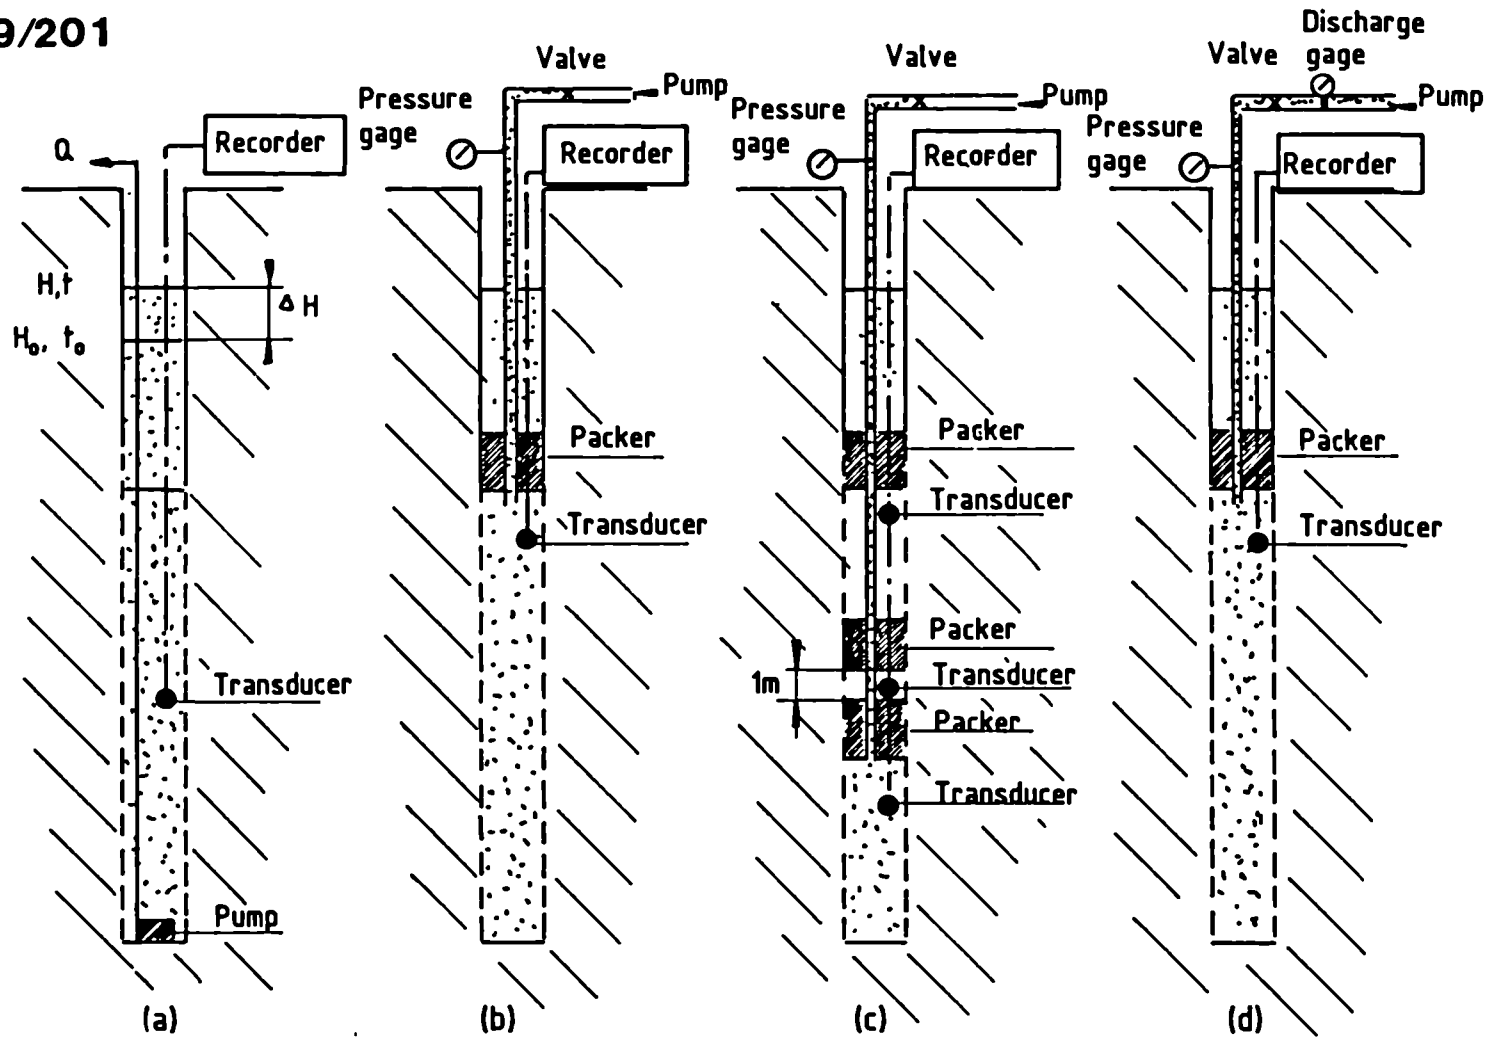 9/201
Q
Recorder
H,t
Δ H
H₀, t₀
Transducer
Pump
(a)
Valve
Pump
Pressure
gage
Recorder
Packer
Transducer
(b)
Valve
Pump
Pressure
gage
Recorder
Packer
Transducer
Packer
1m
Transducer
Packer
Transducer
(c)
Discharge
gage
Valve
Pump
Pressure
gage
Recorder
Packer
Transducer
(d)